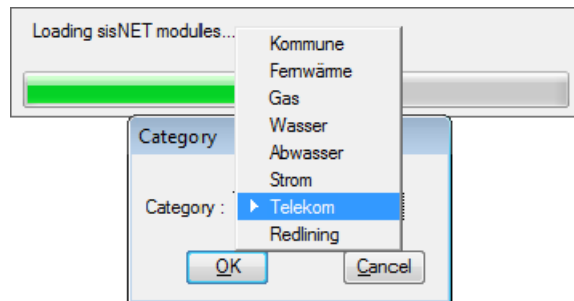 Loading sisNET modules...
Kommune
Fernwärme
Gas
Category
Wasser
Abwasser
Strom
Category :
Telekom
Redlining
OK
Cancel